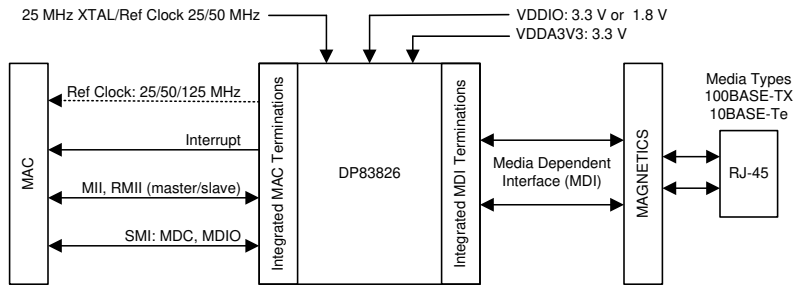 25 MHz XTAL/Ref Clock 25/50 MHz
VDDIO: 3.3 V or 1.8 V
VDDA3V3: 3.3 V
MAC
Ref Clock: 25/50/125 MHz
Interrupt
MII, RMII (master/slave)
SMI: MDC, MDIO
Integrated MAC Terminations
DP83826
Integrated MDI Terminations
Media Dependent
Interface (MDI)
MAGNETICS
Media Types
100BASE-TX
10BASE-Te
RJ-45